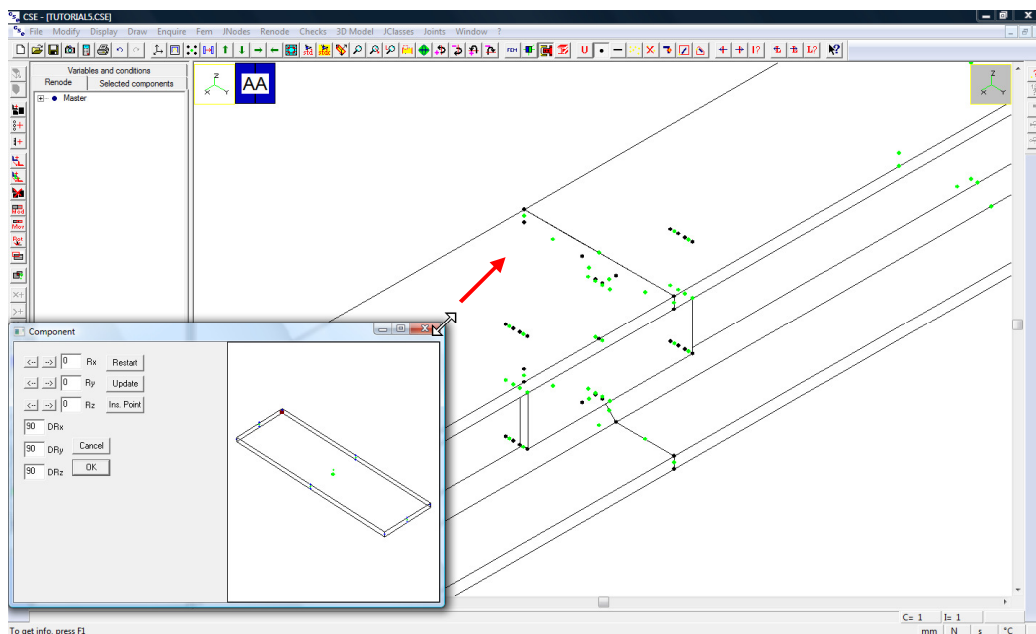 CSE - [TUTORIAL5.CSE]
File Modify Display Draw Enquire Fem JNodes Renode Checks 3D Model JClasses Joints Window ?
Variables and conditions
Renode Selected components
Master
AA
Z
X Y
Z
X Y
Component
<-- --> 0 Rx Restart
<-- --> 0 Ry Update
<-- --> 0 Rz Ins. Point
90 DRx
90 DRy Cancel
90 DRz OK
C= 1 I= 1
To get info, press F1
mm N s °C